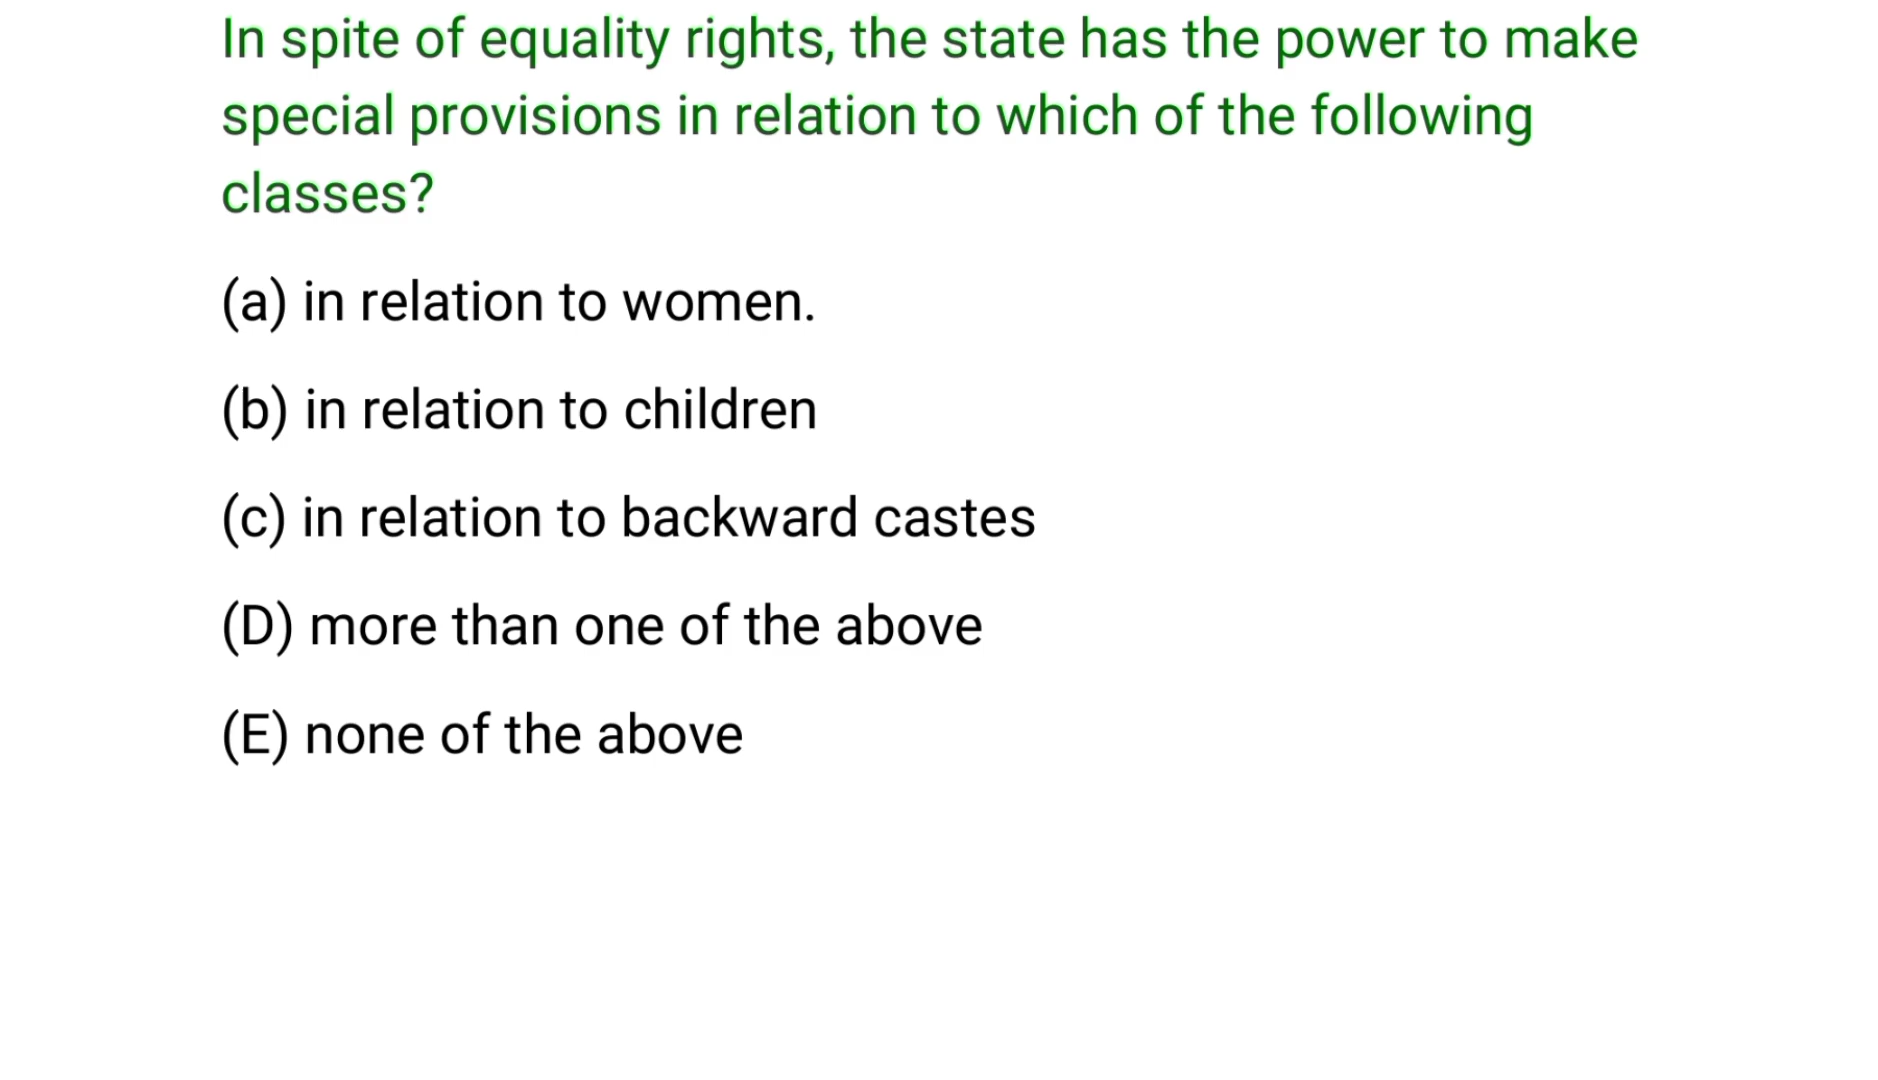 In spite of equality rights, the state has the power to make
special provisions in relation to which of the following
classes?
(a) in relation to women.
(b) in relation to children
(c) in relation to backward castes
(D) more than one of the above
(E) none of the above